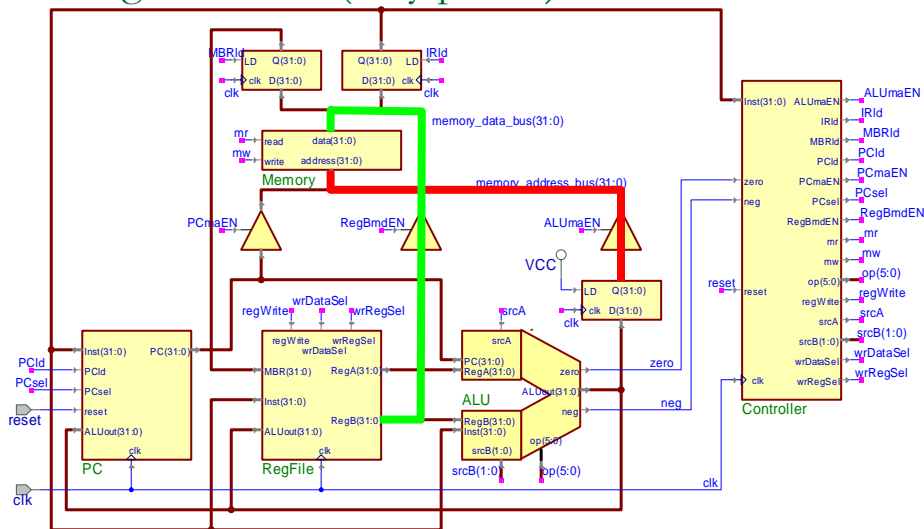 MBRld
LD
Q(31:0)
D(31:0)
clk
clk
Q(31:0)
D(31:0)
LD
clk
IRld
clk
memory_data_bus(31:0)
mr
read
data(31:0)
mw
write
address(31:0)
Memory
memory_address_bus(31:0)
PCmaEN
RegBmdEN
ALUmaEN
VCC
LD
Q(31:0)
D(31:0)
clk
clk
Inst(31:0)
PC(31:0)
PCld
PCld
PCsel
PCsel
reset
reset
ALUout(31:0)
clk
PC
regWrite
wrDataSel
wrRegSel
regWrite
wrRegSel
wrDataSel
MBR(31:0)
RegA(31:0)
Inst(31:0)
RegB(31:0)
ALUout(31:0)
clk
RegFile
srcA
srcA
PC(31:0)
RegA(31:0)
zero
ALUout(31:0)
ALU
neg
RegB(31:0)
Inst(31:0)
op(5:0)
srcB(1:0)
srcB(1:0)
op(5:0)
zero
neg
clk
clk
Inst(31:0)
zero
neg
reset
reset
clk
ALUmaEN
IRld
MBRld
PCld
PCmaEN
PCsel
RegBmdEN
mr
mw
op(5:0)
regWrite
srcA
srcB(1:0)
wrDataSel
wrRegSel
ALUmaEN
IRld
MBRld
PCld
PCmaEN
PCsel
RegBmdEN
mr
mw
op(5:0)
regWrite
srcA
srcB(1:0)
wrDataSel
wrRegSel
Controller